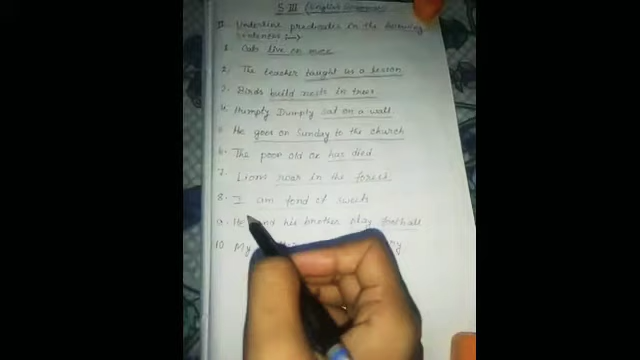 S III (English Grammar)
II. Underline predicates in the following
sentences :—
1. Cats live on mice
2. The teacher taught us a lesson
3. Birds build nests in trees
4. Humpty Dumpty sat on a wall.
5. He goes on Sunday to the church
6. The poor old ox has died
7. Lions roar in the forest
8. I am fond of sweets
9. He and his brother play football
10. My